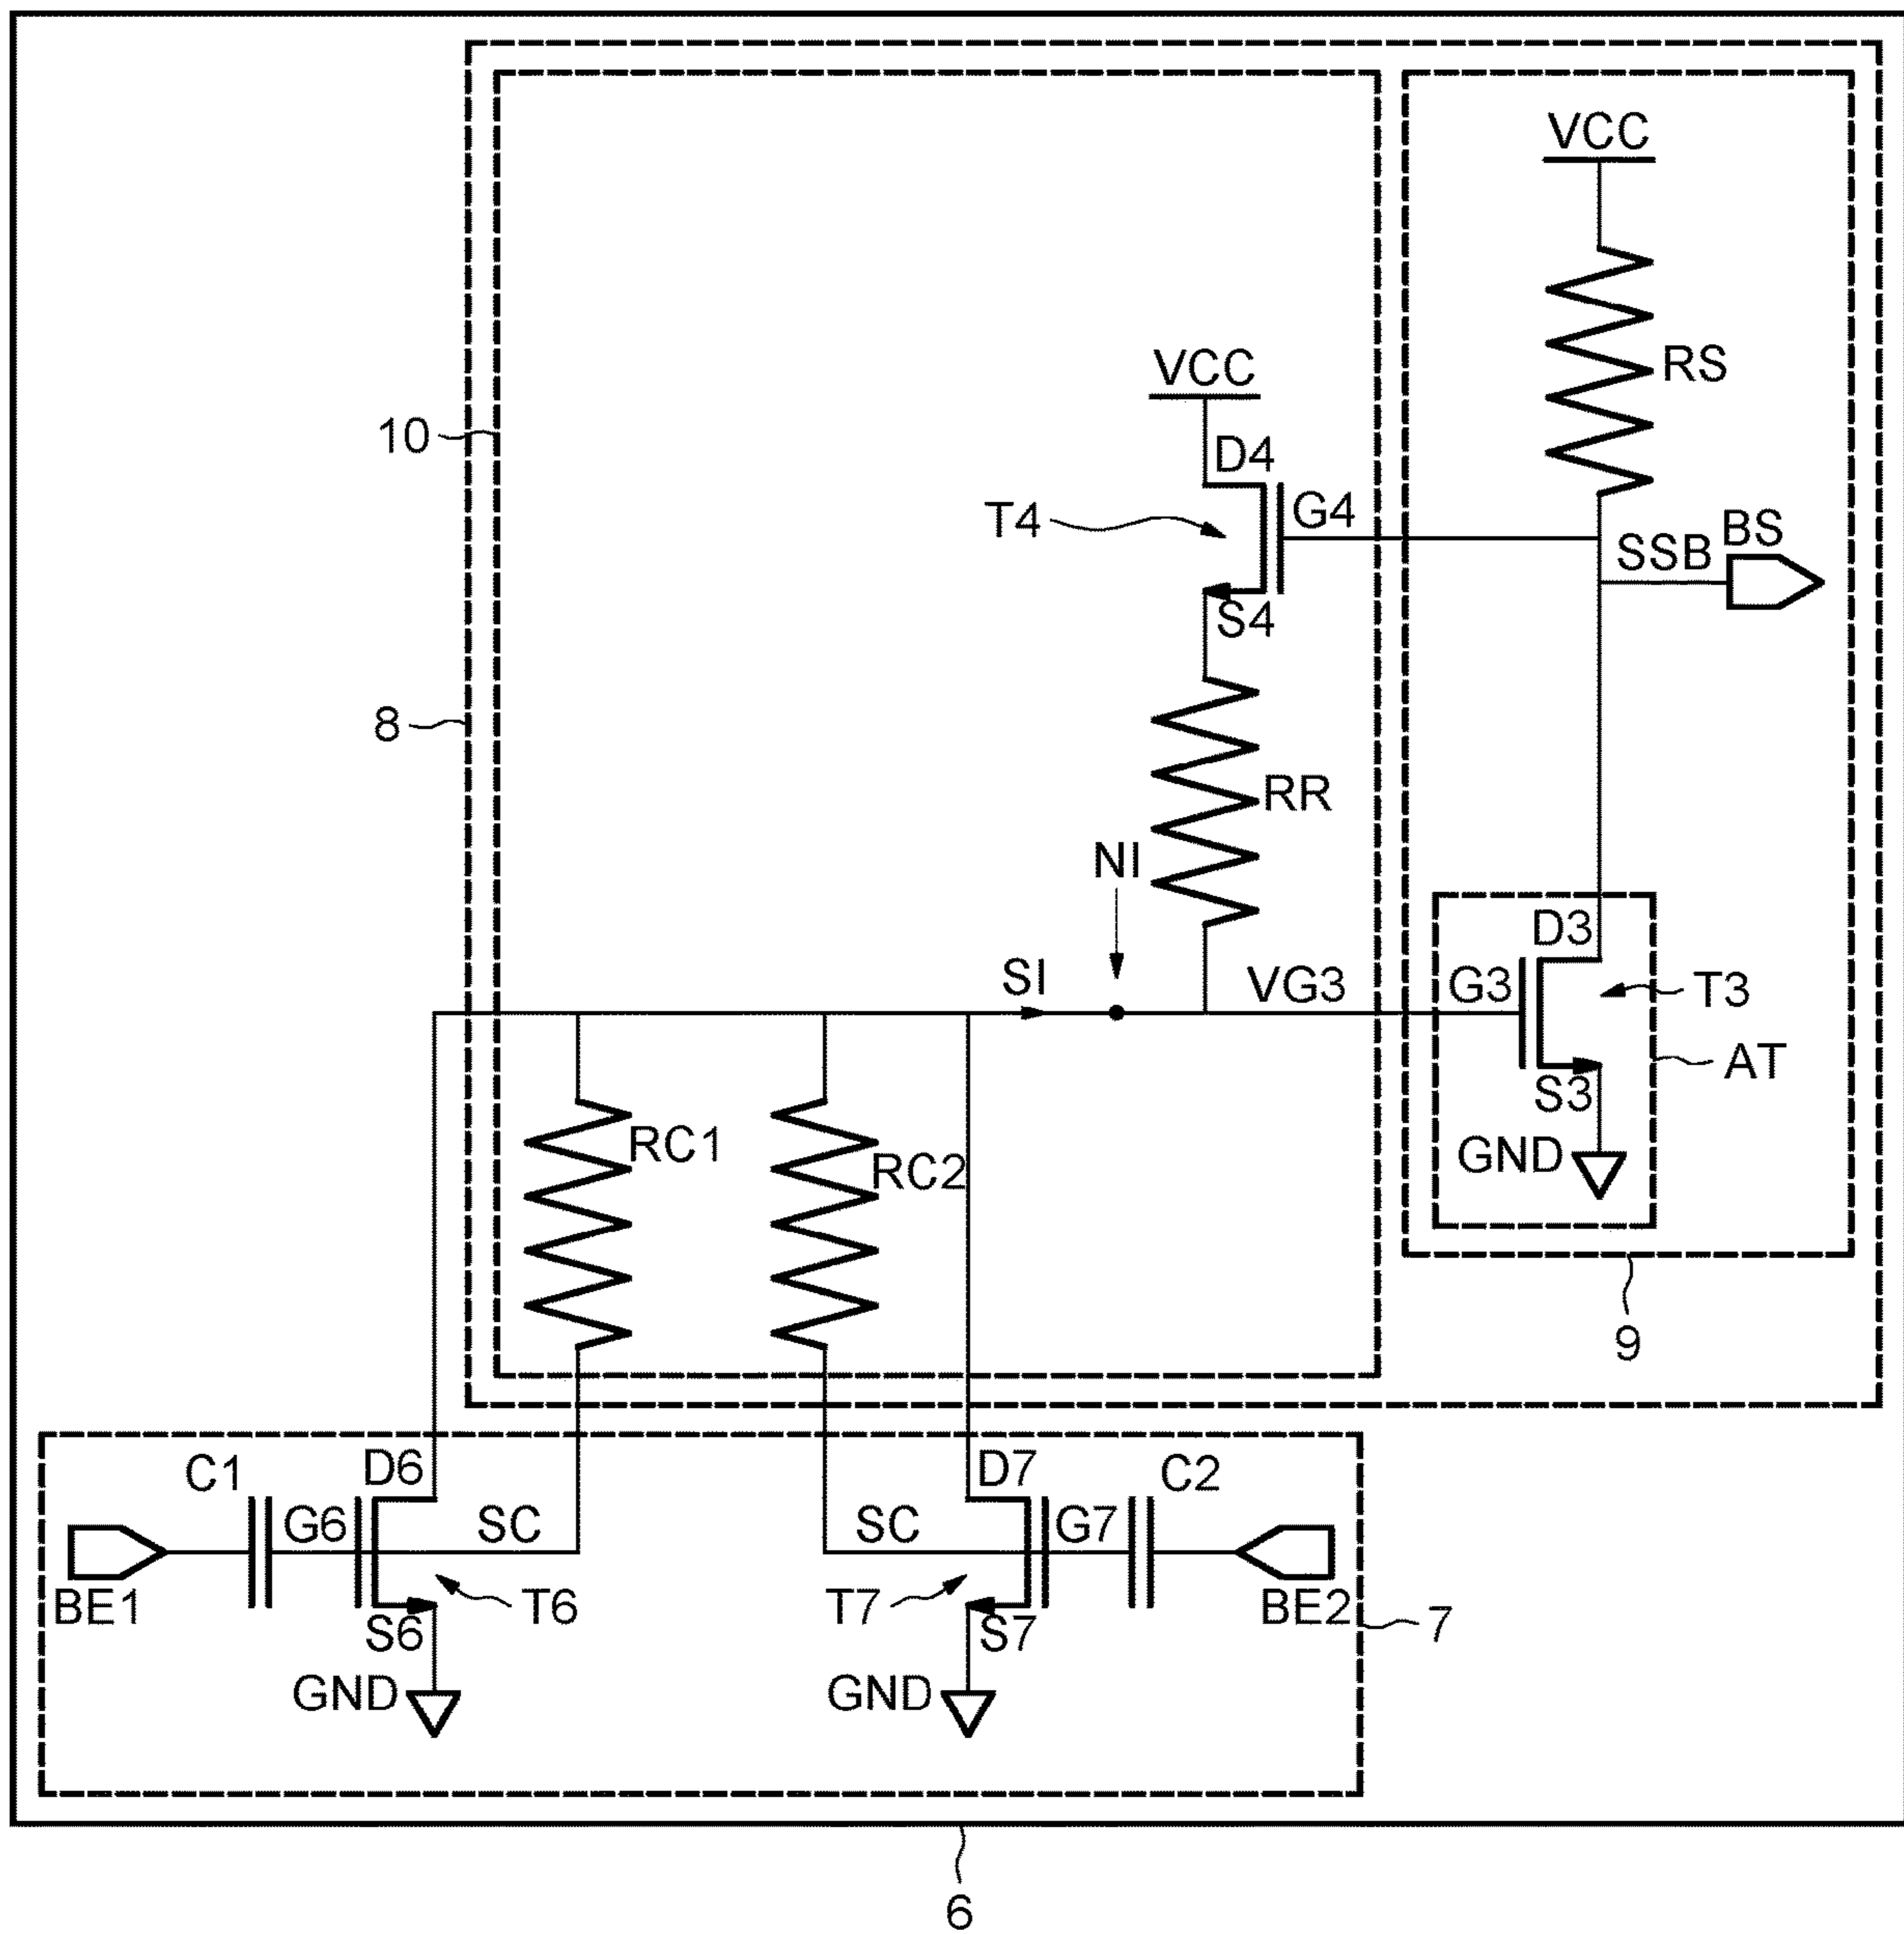 VCC
VCC
RS
10
D4
T4
G4
BS
SSB
S4
8
RR
NI
D3
SI
VG3
G3
T3
AT
S3
RC1
RC2
GND
9
C1
D6
D7
C2
G6
SC
SC
G7
BE1
T6
T7
BE2
S6
S7
7
GND
GND
6